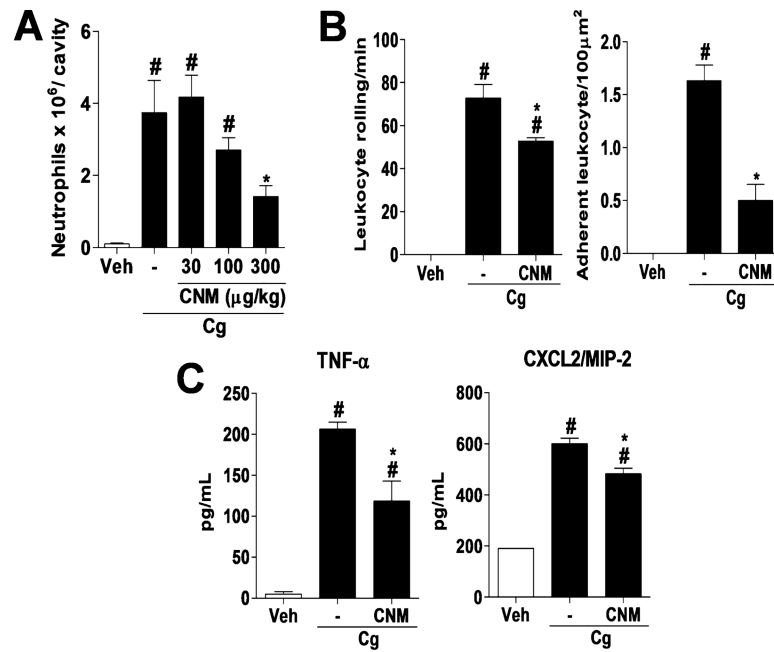 A
Neutrophils x 10⁶/ cavity
6
4
2
0
# # # *
Veh - 30 100 300
CNM (μg/kg)
Cg
B
Leukocyte rolling/min
100
80
60
40
20
0
# * #
Veh - CNM
Cg
Adherent leukocyte/100μm²
2.0
1.5
1.0
0.5
0.0
# *
Veh - CNM
Cg
C
TNF-α
pg/mL
250
200
150
100
50
0
# * #
Veh - CNM
Cg
CXCL2/MIP-2
pg/mL
800
600
400
200
0
# * #
Veh - CNM
Cg